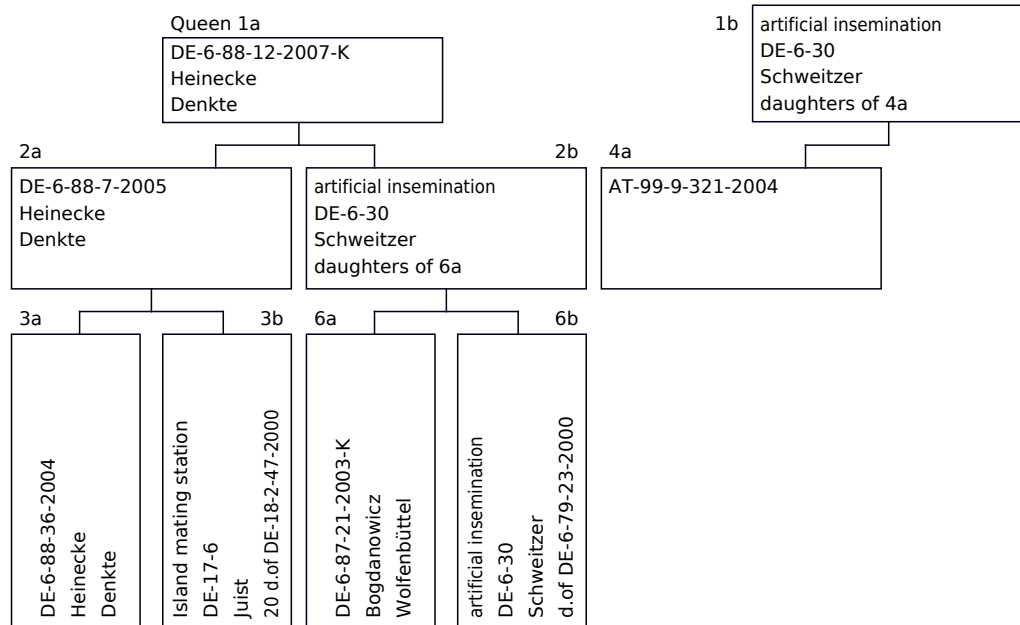 Queen 1a
DE-6-88-12-2007-K
Heinecke
Denkte
1b
artificial insemination
DE-6-30
Schweitzer
daughters of 4a
2a
DE-6-88-7-2005
Heinecke
Denkte
2b
artificial insemination
DE-6-30
Schweitzer
daughters of 6a
4a
AT-99-9-321-2004
3a
DE-6-88-36-2004
Heinecke
Denkte
3b
Island mating station
DE-17-6
Juist
20 d.of DE-18-2-47-2000
6a
DE-6-87-21-2003-K
Bogdanowicz
Wolfenbüttel
6b
artificial insemination
DE-6-30
Schweitzer
d.of DE-6-79-23-2000